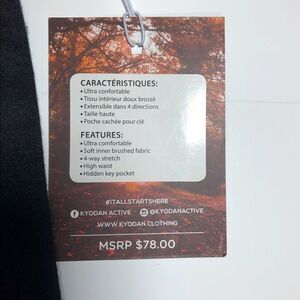 CARACTÉRISTIQUES:
• Ultra confortable
• Tissu intérieur doux brossé
• Extensible dans 4 directions
• Taille haute
• Poche cachée pour clé
FEATURES:
• Ultra comfortable
• Soft inner brushed fabric
• 4-way stretch
• High waist
• Hidden key pocket
#ITALLSTARTSHERE
KYODAN ACTIVE @KYODANACTIVE
WWW.KYODAN.CLOTHING
MSRP $78.00